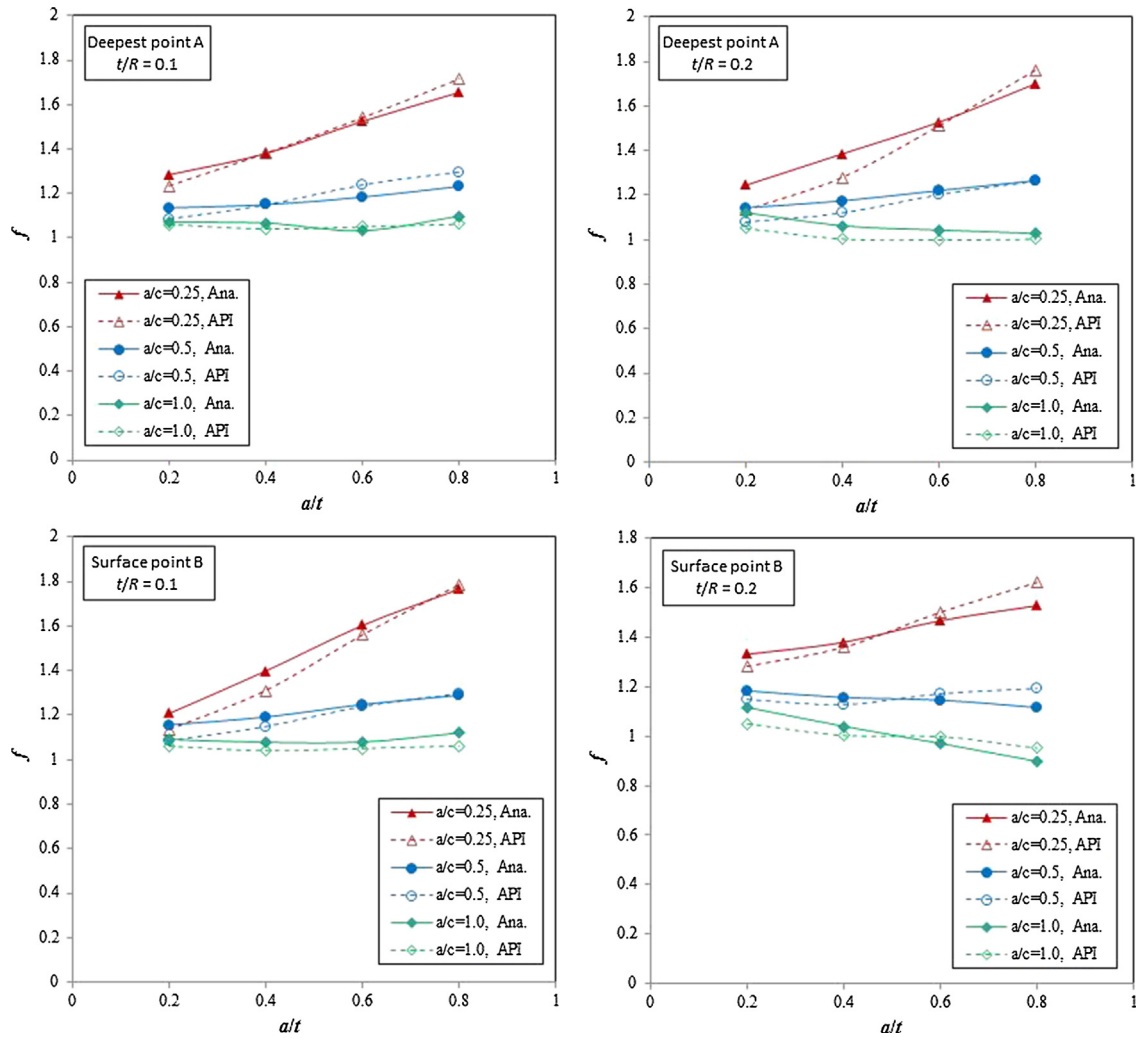 Deepest point A
t/R = 0.1
2
1.8
1.6
1.4
1.2
1
0.8
0.6
0.4
0.2
0
f
a/c=0.25, Ana.
a/c=0.25, API
a/c=0.5, Ana.
a/c=0.5, API
a/c=1.0, Ana.
a/c=1.0, API
0 0.2 0.4 0.6 0.8 1
a/t
Deepest point A
t/R = 0.2
2
1.8
1.6
1.4
1.2
1
0.8
0.6
0.4
0.2
0
f
a/c=0.25, Ana.
a/c=0.25, API
a/c=0.5, Ana.
a/c=0.5, API
a/c=1.0, Ana.
a/c=1.0, API
0 0.2 0.4 0.6 0.8 1
a/t
Surface point B
t/R = 0.1
2
1.8
1.6
1.4
1.2
1
0.8
0.6
0.4
0.2
0
f
a/c=0.25, Ana.
a/c=0.25, API
a/c=0.5, Ana.
a/c=0.5, API
a/c=1.0, Ana.
a/c=1.0, API
0 0.2 0.4 0.6 0.8 1
a/t
Surface point B
t/R = 0.2
1.8
1.6
1.4
1.2
1
0.8
0.6
0.4
0.2
0
f
a/c=0.25, Ana.
a/c=0.25, API
a/c=0.5, Ana.
a/c=0.5, API
a/c=1.0, Ana.
a/c=1.0, API
0 0.2 0.4 0.6 0.8 1
a/t